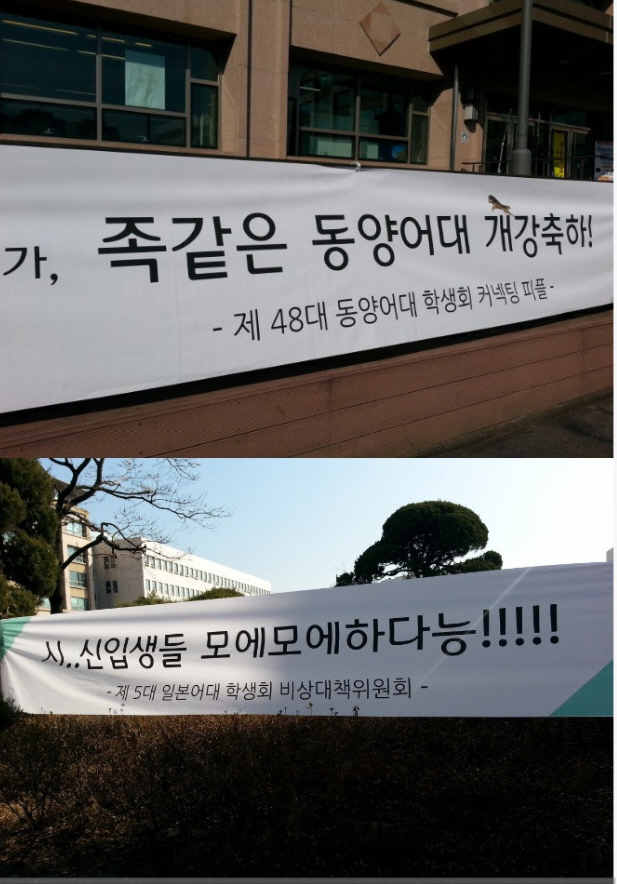 가, 족같은 동양어대 개강축하!
- 제 48대 동양어대 학생회 커넥팅 피플 -
시..신입생들 모에모에하다능!!!!!
- 제 5대 일본어대 학생회 비상대책위원회 -